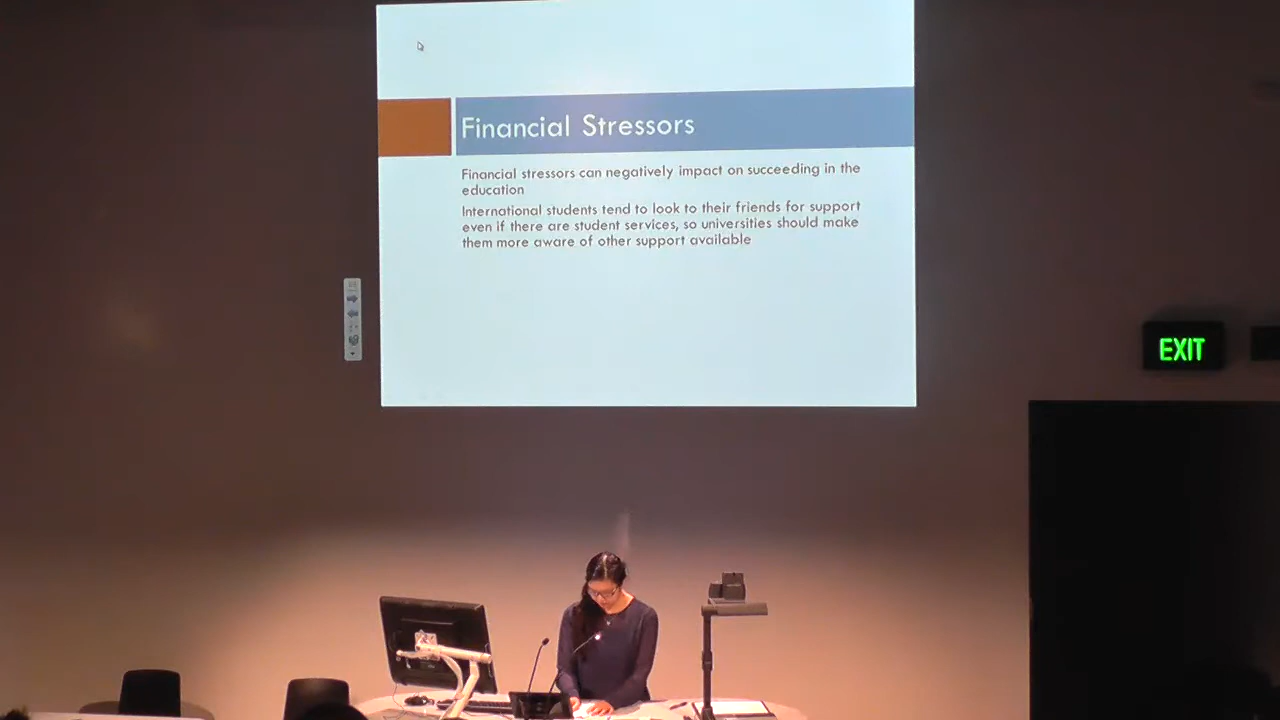 Financial Stressors
Financial stressors can negatively impact on succeeding in the
education
International students tend to look to their friends for support
even if there are student services, so universities should make
them more aware of other support available
EXIT